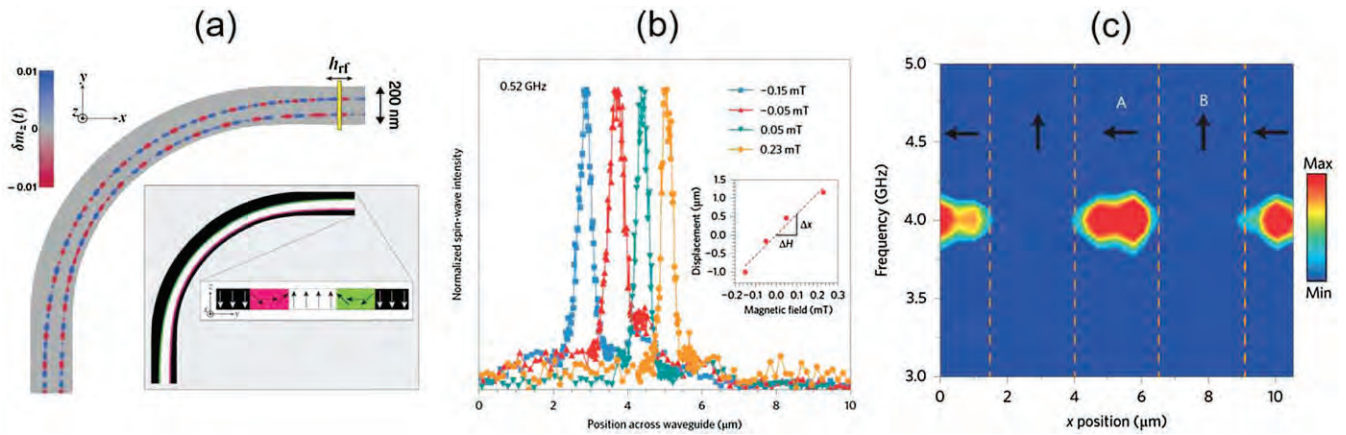 (a)
0.01
0
−0.01
δmz(t)
y
z
x
hrf
200 nm
(b)
0.52 GHz
−0.15 mT
−0.05 mT
0.05 mT
0.23 mT
Normalized spin-wave intensity
Displacement (μm)
1.5
1.0
0.5
0.0
−0.5
−1.0
Δx
ΔH
−0.2 −0.1 0.0 0.1 0.2 0.3
Magnetic field (mT)
0 2 4 6 8 10
Position across waveguide (μm)
(c)
Frequency (GHz)
5.0
4.5
4.0
3.5
3.0
A
B
Max
Min
0 2 4 6 8 10
x position (μm)